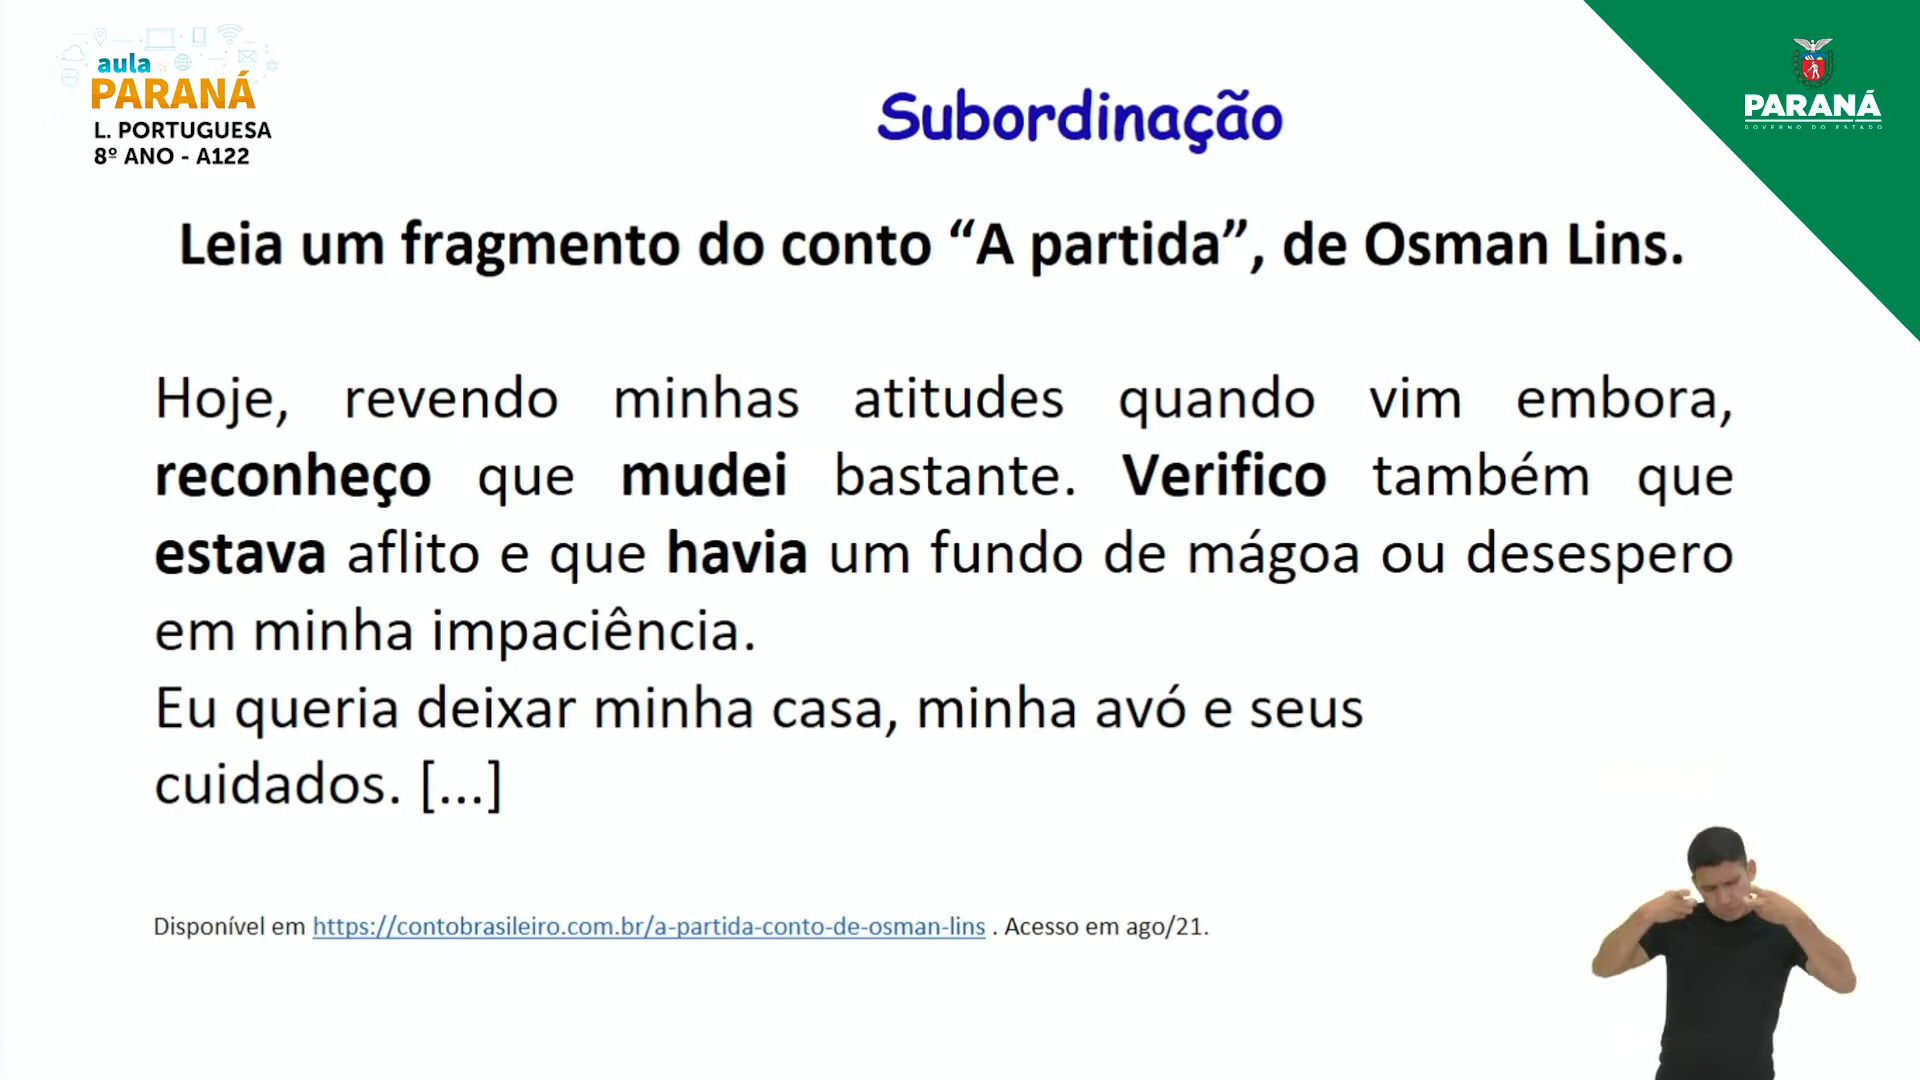 aula
PARANÁ
L. PORTUGUESA
8º ANO - A122
PARANÁ
GOVERNO DO ESTADO
Subordinação
Leia um fragmento do conto “A partida”, de Osman Lins.
Hoje, revendo minhas atitudes quando vim embora,
reconheço que mudei bastante. Verifico também que
estava aflito e que havia um fundo de mágoa ou desespero
em minha impaciência.
Eu queria deixar minha casa, minha avó e seus
cuidados. [...]
Disponível em https://contobrasileiro.com.br/a-partida-conto-de-osman-lins . Acesso em ago/21.